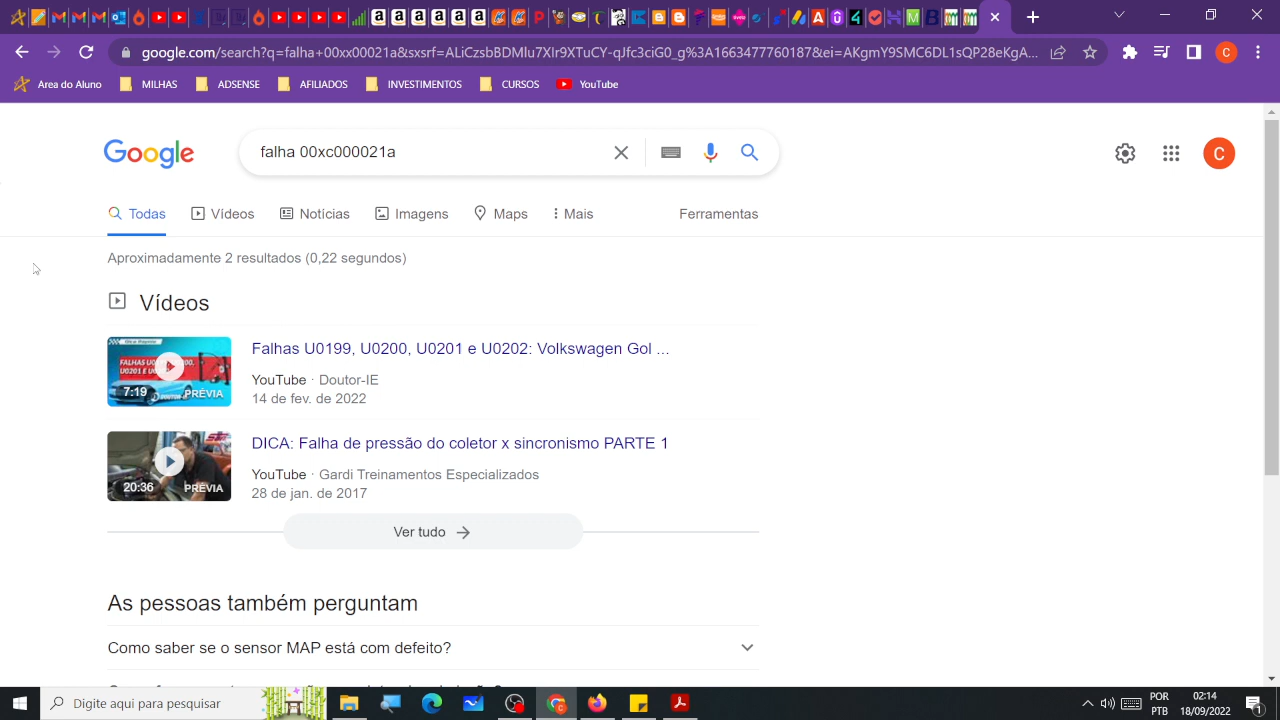 google.com/search?q=falha+00xx00021a&sxsrf=ALiCzsbBDMlu7XIr9XTuCY-qJfc3ciG0_g%3A1663477760187&ei=AKgmY9SMC6DL1sQP28eKgA...
C
Area do Aluno
MILHAS
ADSENSE
AFILIADOS
INVESTIMENTOS
CURSOS
YouTube
Google
falha 00xc000021a
C
Todas
Vídeos
Notícias
Imagens
Maps
Mais
Ferramentas
Aproximadamente 2 resultados (0,22 segundos)
Vídeos
Falhas U0199, U0200, U0201 e U0202: Volkswagen Gol ...
YouTube · Doutor-IE
14 de fev. de 2022
7:19
PRÉVIA
DICA: Falha de pressão do coletor x sincronismo PARTE 1
YouTube · Gardi Treinamentos Especializados
28 de jan. de 2017
20:36
PRÉVIA
Ver tudo
As pessoas também perguntam
Como saber se o sensor MAP está com defeito?
Digite aqui para pesquisar
POR
PTB
02:14
18/09/2022
1